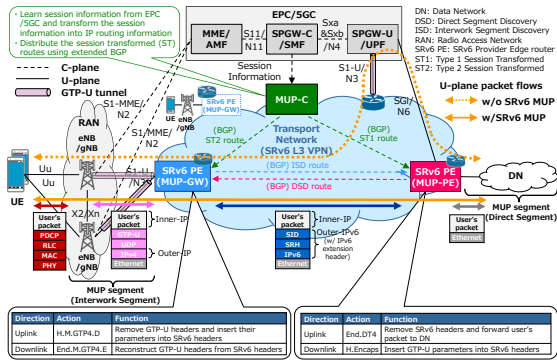 • Learn session information from EPC
/5GC and transform the session
information into IP routing information
• Distribute the session transformed (ST)
routes using extended BGP
EPC/5GC
MME/
AMF
S11/
N11
SPGW-C
/SMF
Sxa
&Sxb
/N4
SPGW-U
/UPF
DN: Data Network
DSD: Direct Segment Discovery
ISD: Interwork Segment Discovery
RAN: Radio Access Network
SRv6 PE: SRv6 Provider Edge router
ST1: Type 1 Session Transformed
ST2: Type 2 Session Transformed
C-plane
U-plane
GTP-U tunnel
Session
Information
S1-U/
N3
U-plane packet flows
w/o SRv6 MUP
w/SRv6 MUP
S1-MME/
N2
UE
eNB
/gNB
SRv6 PE
(MUP-GW)
MUP-C
SGi/
N6
RAN
eNB
/gNB
S1-MME/
N2
(BGP)
ST2 route
Transport
Network
(SRv6 L3 VPN)
(BGP)
ST1 route
Uu
Uu
UE
S1-U/
N3
SRv6 PE
(MUP-GW)
(BGP) ISD route
(BGP) DSD route
SRv6 PE
(MUP-PE)
DN
X2/Xn
User's
packet
PDCP
RLC
MAC
PHY
eNB
/gNB
User's
packet
GTP-U
UDP
IPv4
Ethernet
Inner-IP
Outer-IP
User's
packet
SID
SRH
IPv6
Ethernet
Inner-IP
Outer-IPv6
(w/ IPv6
extension
header)
User's
packet
Ethernet
MUP segment
(Direct Segment)
MUP segment
(Interwork Segment)
Direction Action Function
Uplink H.M.GTP4.D Remove GTP-U headers and insert their
parameters into SRv6 headers
Downlink End.M.GTP4.E Reconstruct GTP-U headers from SRv6 headers
Direction Action Function
Uplink End.DT4 Remove SRv6 headers and forward user's
packet to DN
Downlink H.Encaps Insert GTP-U parameters into SRv6 headers